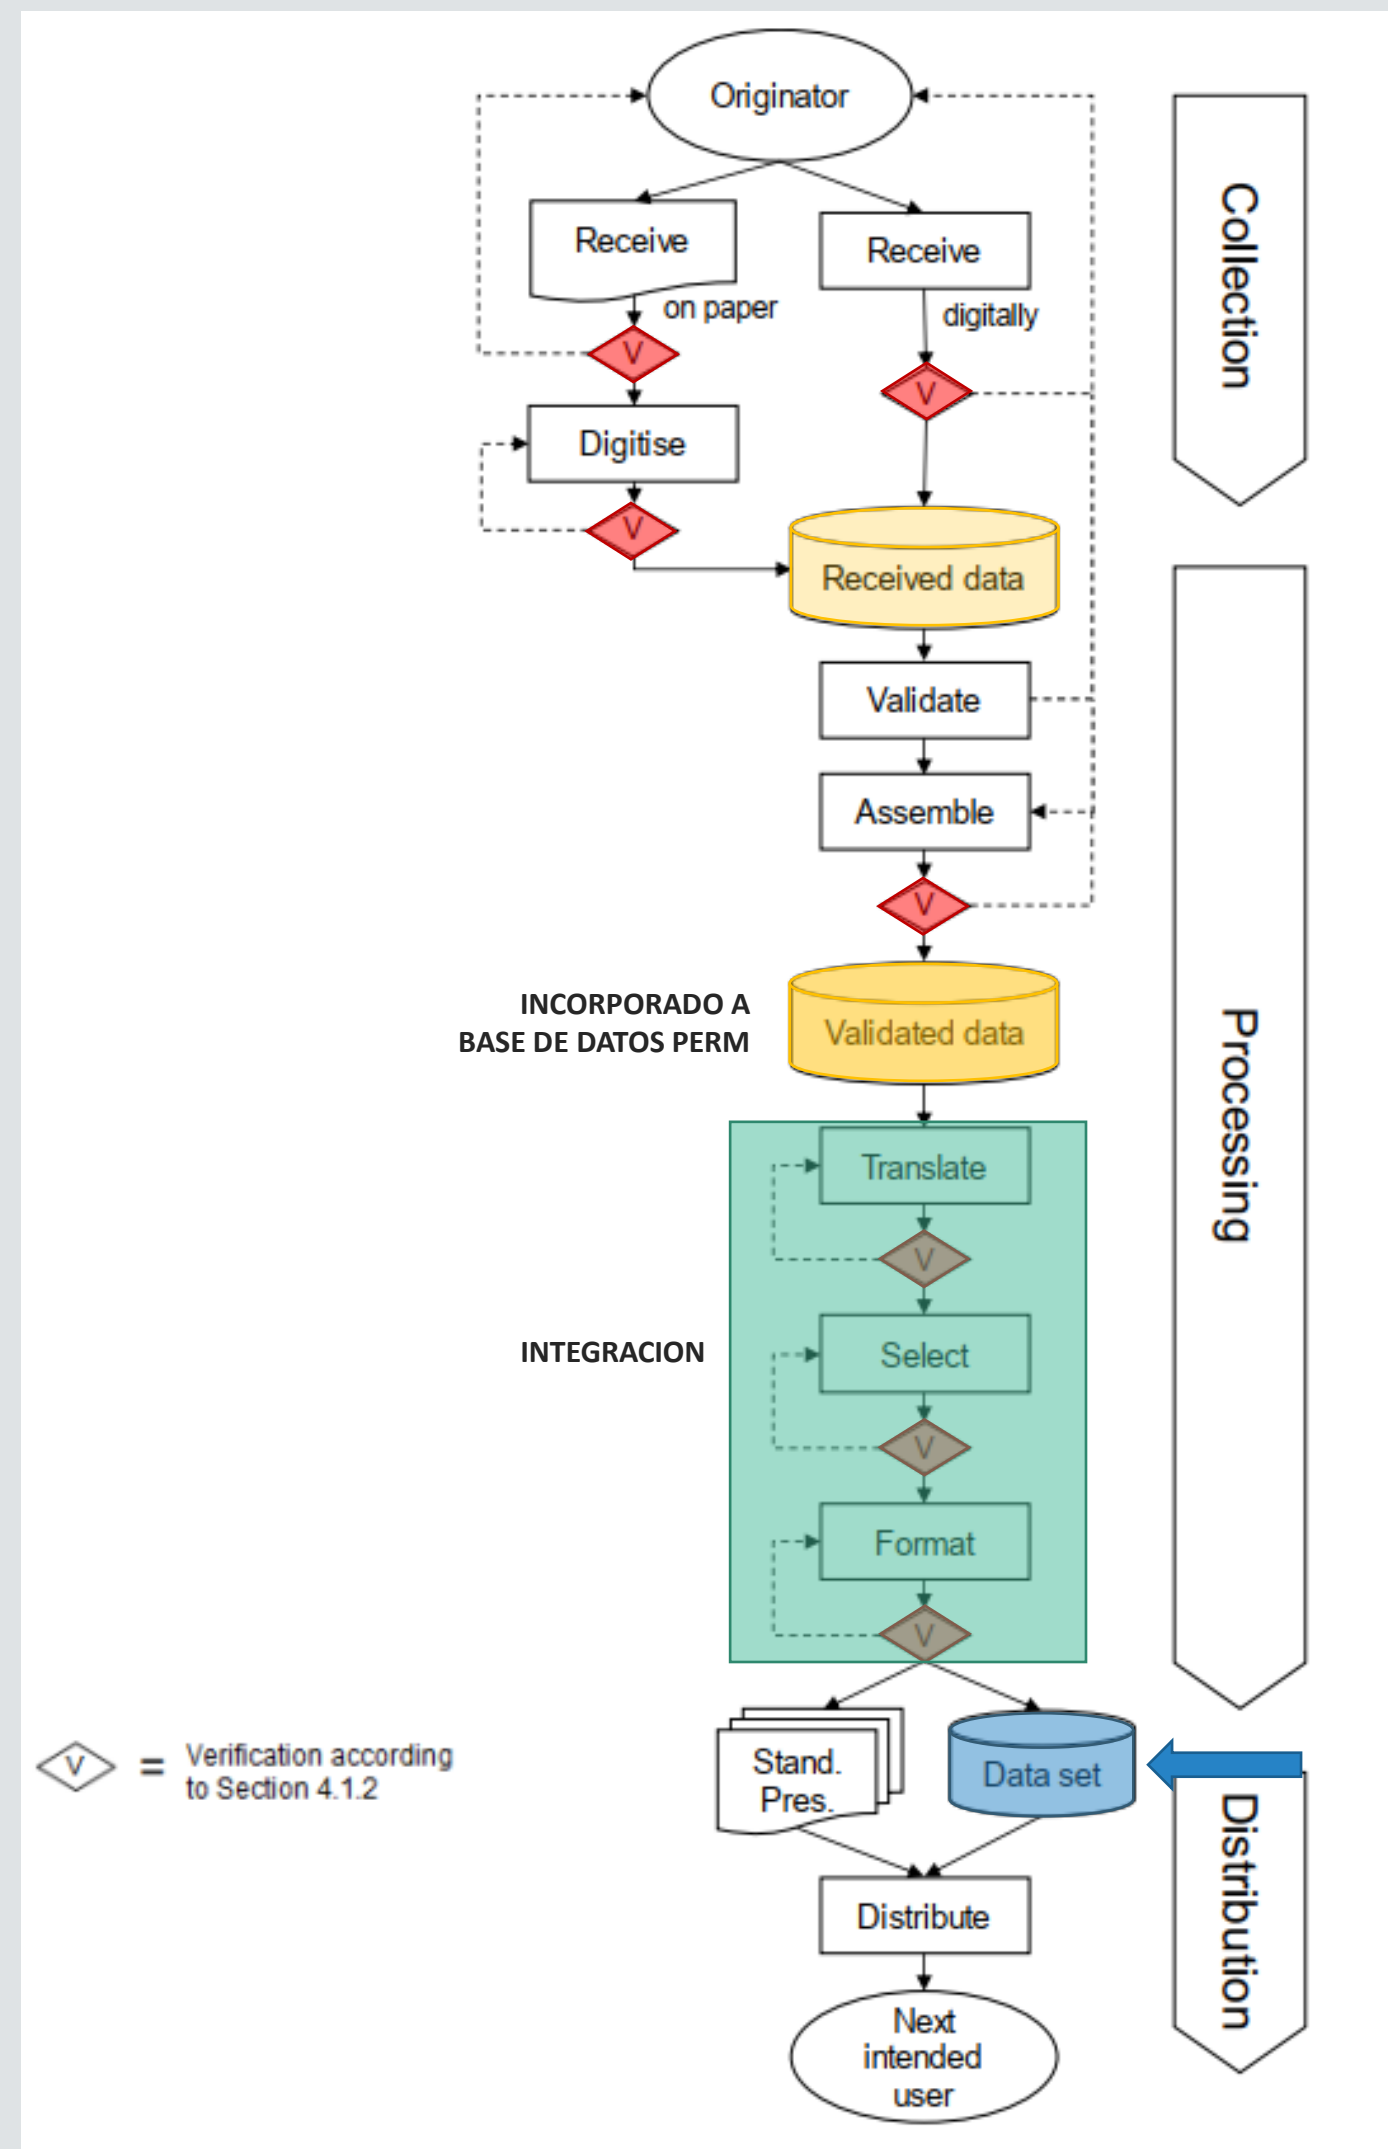 Originator
Receive
on paper
Receive
digitally
V
V
Digitise
V
Received data
Validate
Assemble
V
INCORPORADO A
BASE DE DATOS PERM
Validated data
Translate
V
INTEGRACION
Select
V
Format
V
Stand.
Pres.
Data set
Distribute
Next
intended
user
Collection
Processing
Distribution
V = Verification according
to Section 4.1.2